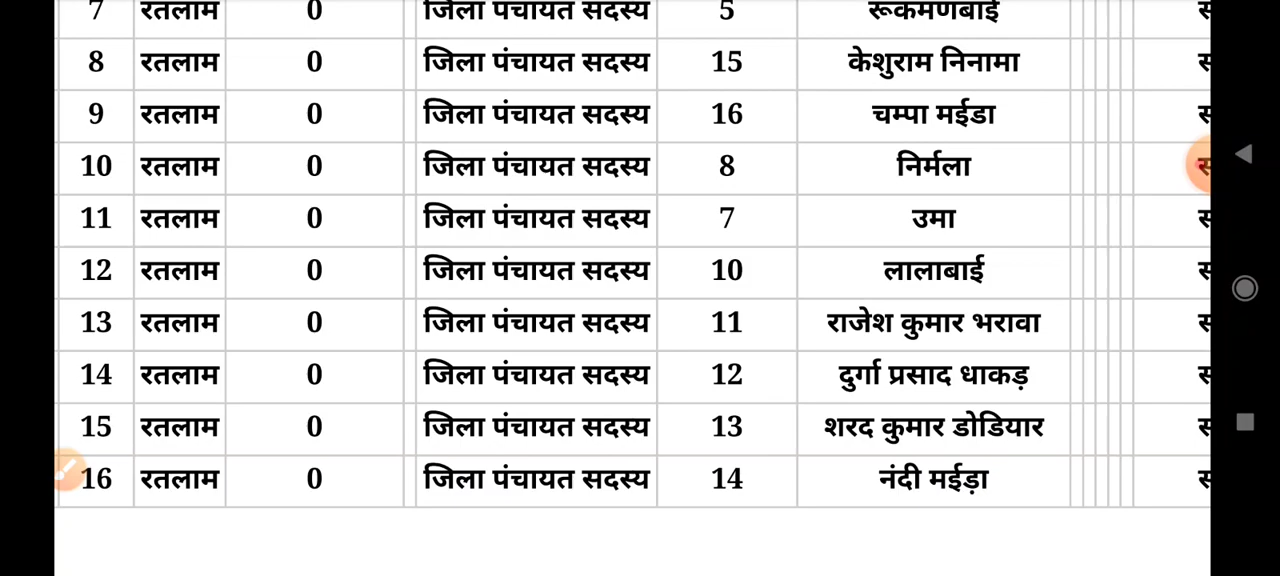 7 रतलाम 0 जिला पंचायत सदस्य 5 रूकमणबाई
8 रतलाम 0 जिला पंचायत सदस्य 15 केशुराम निनामा
9 रतलाम 0 जिला पंचायत सदस्य 16 चम्पा मईडा
10 रतलाम 0 जिला पंचायत सदस्य 8 निर्मला
11 रतलाम 0 जिला पंचायत सदस्य 7 उमा
12 रतलाम 0 जिला पंचायत सदस्य 10 लालाबाई
13 रतलाम 0 जिला पंचायत सदस्य 11 राजेश कुमार भरावा
14 रतलाम 0 जिला पंचायत सदस्य 12 दुर्गा प्रसाद धाकड़
15 रतलाम 0 जिला पंचायत सदस्य 13 शरद कुमार डोडियार
16 रतलाम 0 जिला पंचायत सदस्य 14 नंदी मईड़ा